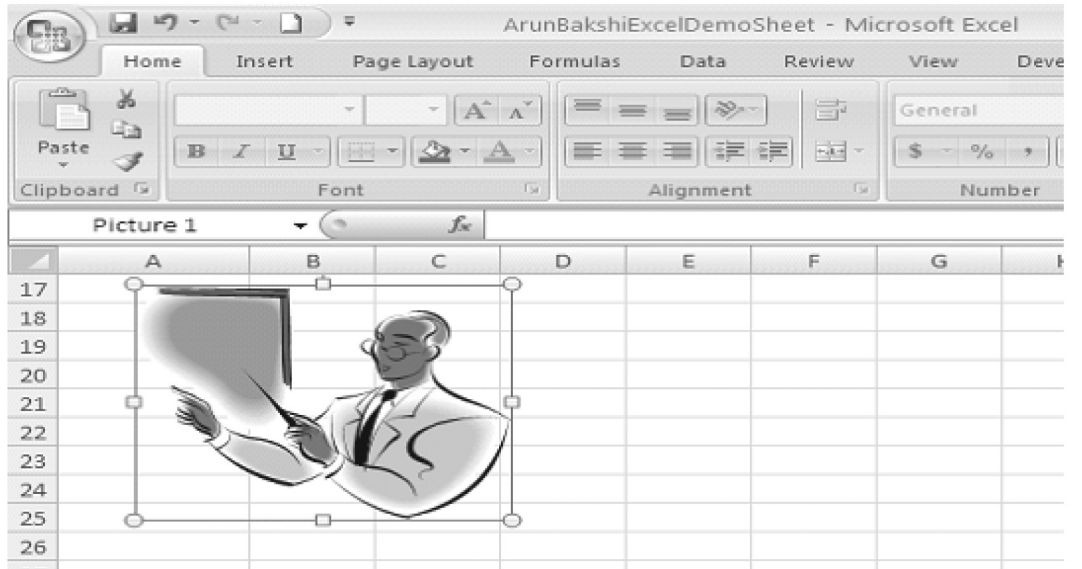 ArunBakshiExcelDemoSheet - Microsoft Excel
Home Insert Page Layout Formulas Data Review View Deve
A A General
Paste B I U A $ % ,
Clipboard Font Alignment Number
Picture 1 fx
A B C D E F G H
17
18
19
20
21
22
23
24
25
26